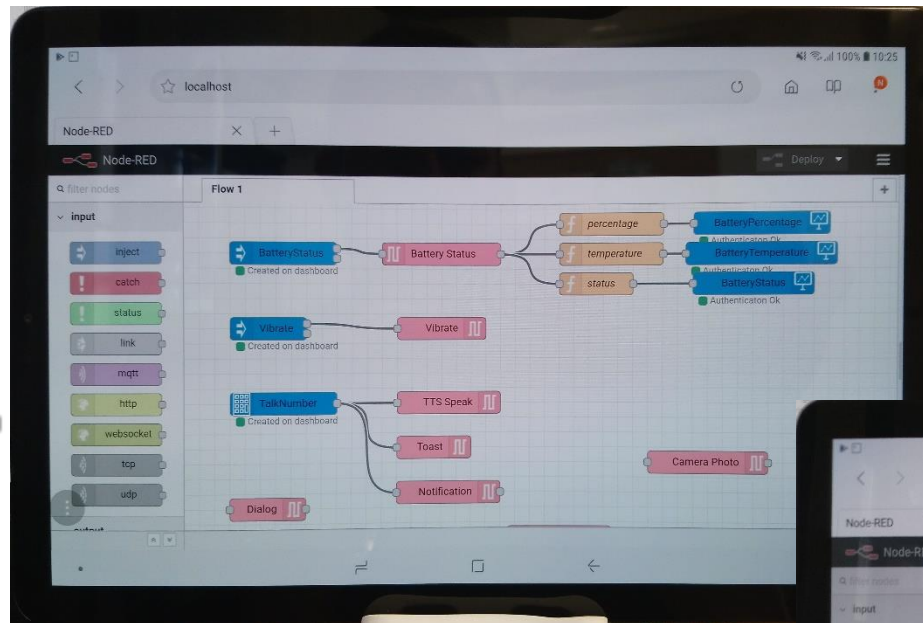 100% 10:25
localhost
N
Node-RED
Node-RED
Deploy
filter nodes
Flow 1
input
inject
catch
status
link
mqtt
http
websocket
tcp
udp
output
BatteryStatus
Created on dashboard
Battery Status
percentage
temperature
status
BatteryPercentage
Authenticaton Ok
BatteryTemperature
Authenticaton Ok
BatteryStatus
Authenticaton Ok
Vibrate
Created on dashboard
Vibrate
TalkNumber
Created on dashboard
TTS Speak
Toast
Notification
Dialog
Camera Photo
Node-RED
Node-R
filter nodes
input